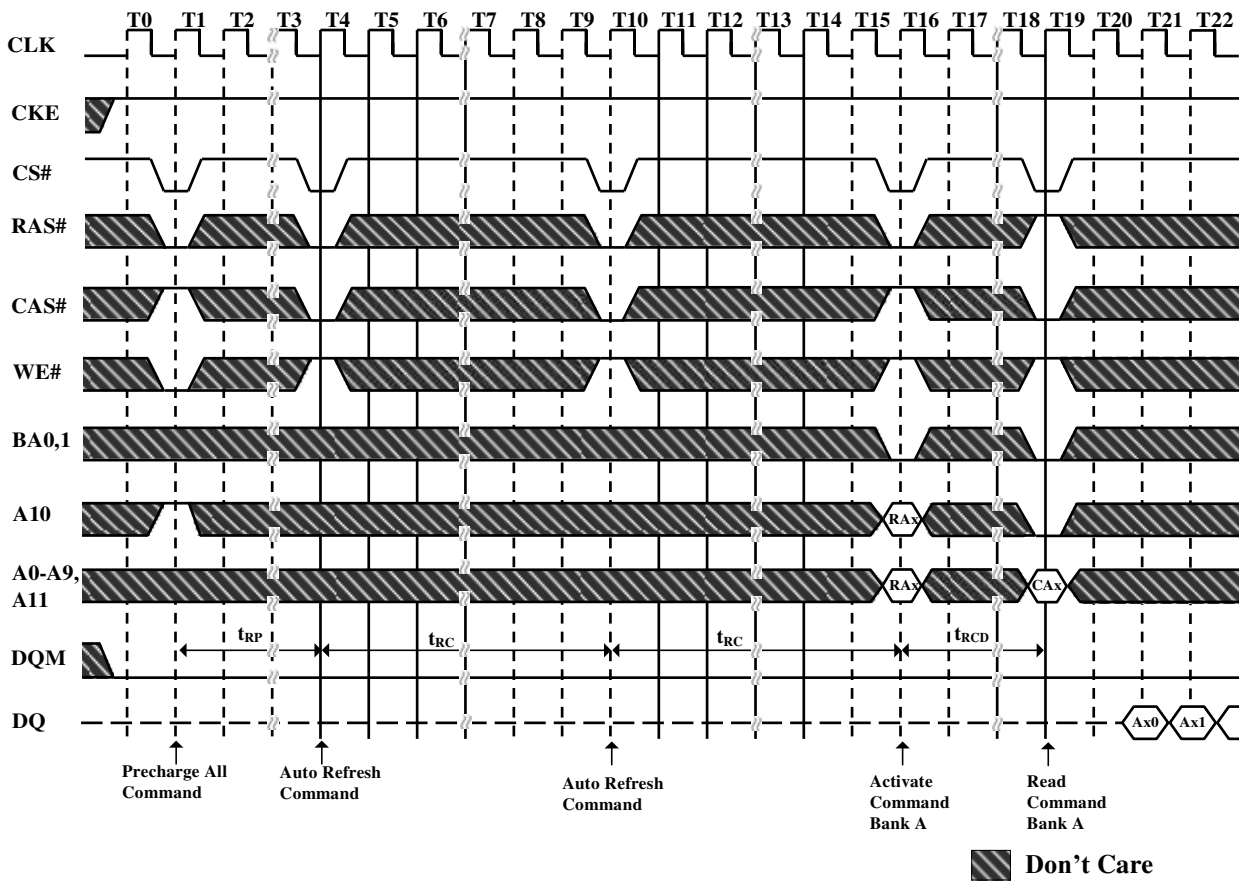 T0 T1 T2 T3 T4 T5 T6 T7 T8 T9 T10 T11 T12 T13 T14 T15 T16 T17 T18 T19 T20 T21 T22
CLK
CKE
CS#
RAS#
CAS#
WE#
BA0,1
A10
RAx
A0-A9,
A11
RAx
CAx
tRP
tRC
tRC
tRCD
DQM
DQ
Ax0
Ax1
Precharge All
Command
Auto Refresh
Command
Auto Refresh
Command
Activate
Command
Bank A
Read
Command
Bank A
Don't Care